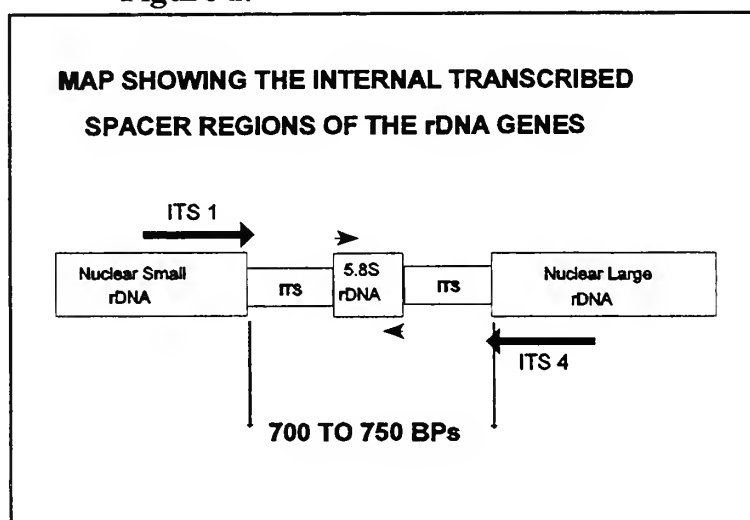 MAP SHOWING THE INTERNAL TRANSCRIBED
SPACER REGIONS OF THE rDNA GENES
ITS 1
Nuclear Small
rDNA
ITS
5.8S
rDNA
ITS
Nuclear Large
rDNA
ITS 4
700 TO 750 BPs